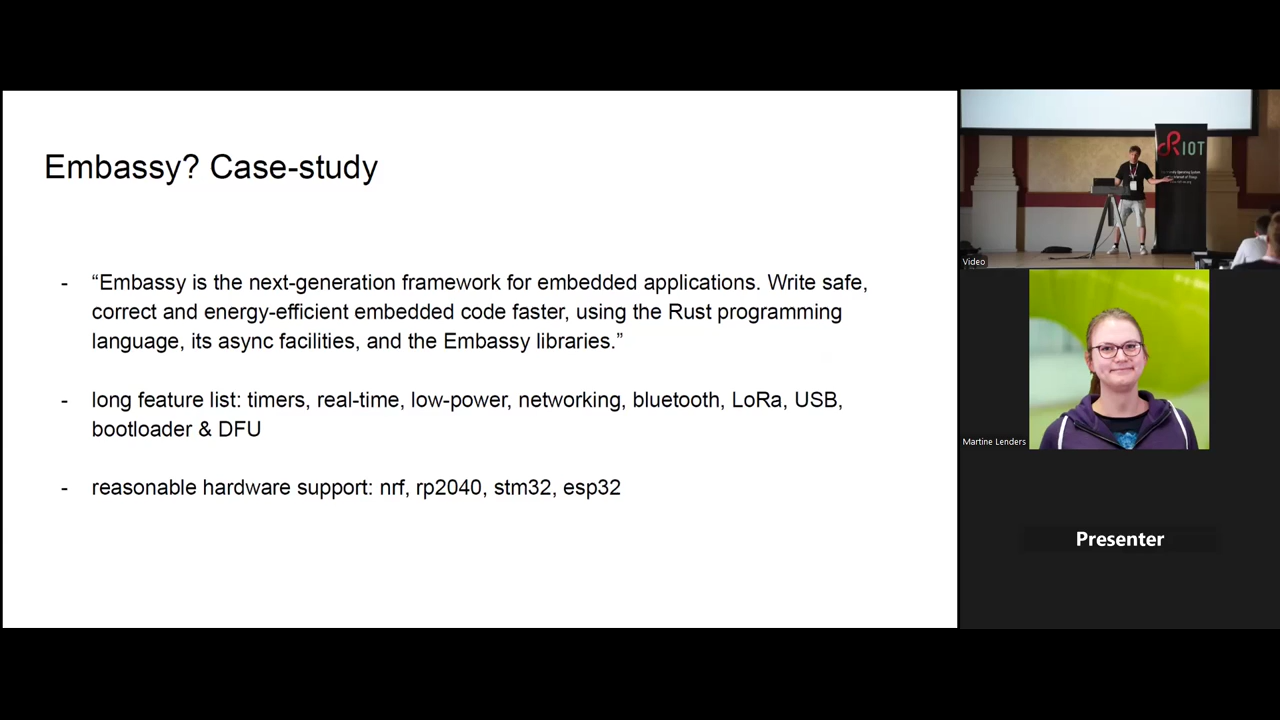 Embassy? Case-study
- “Embassy is the next-generation framework for embedded applications. Write safe,
correct and energy-efficient embedded code faster, using the Rust programming
language, its async facilities, and the Embassy libraries.”
- long feature list: timers, real-time, low-power, networking, bluetooth, LoRa, USB,
bootloader & DFU
- reasonable hardware support: nrf, rp2040, stm32, esp32
RIOT
Video
Martine Lenders
Presenter